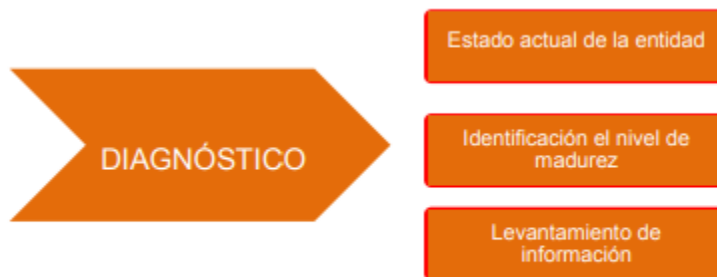 DIAGNÓSTICO
Estado actual de la entidad
Identificación el nivel de
madurez
Levantamiento de
información